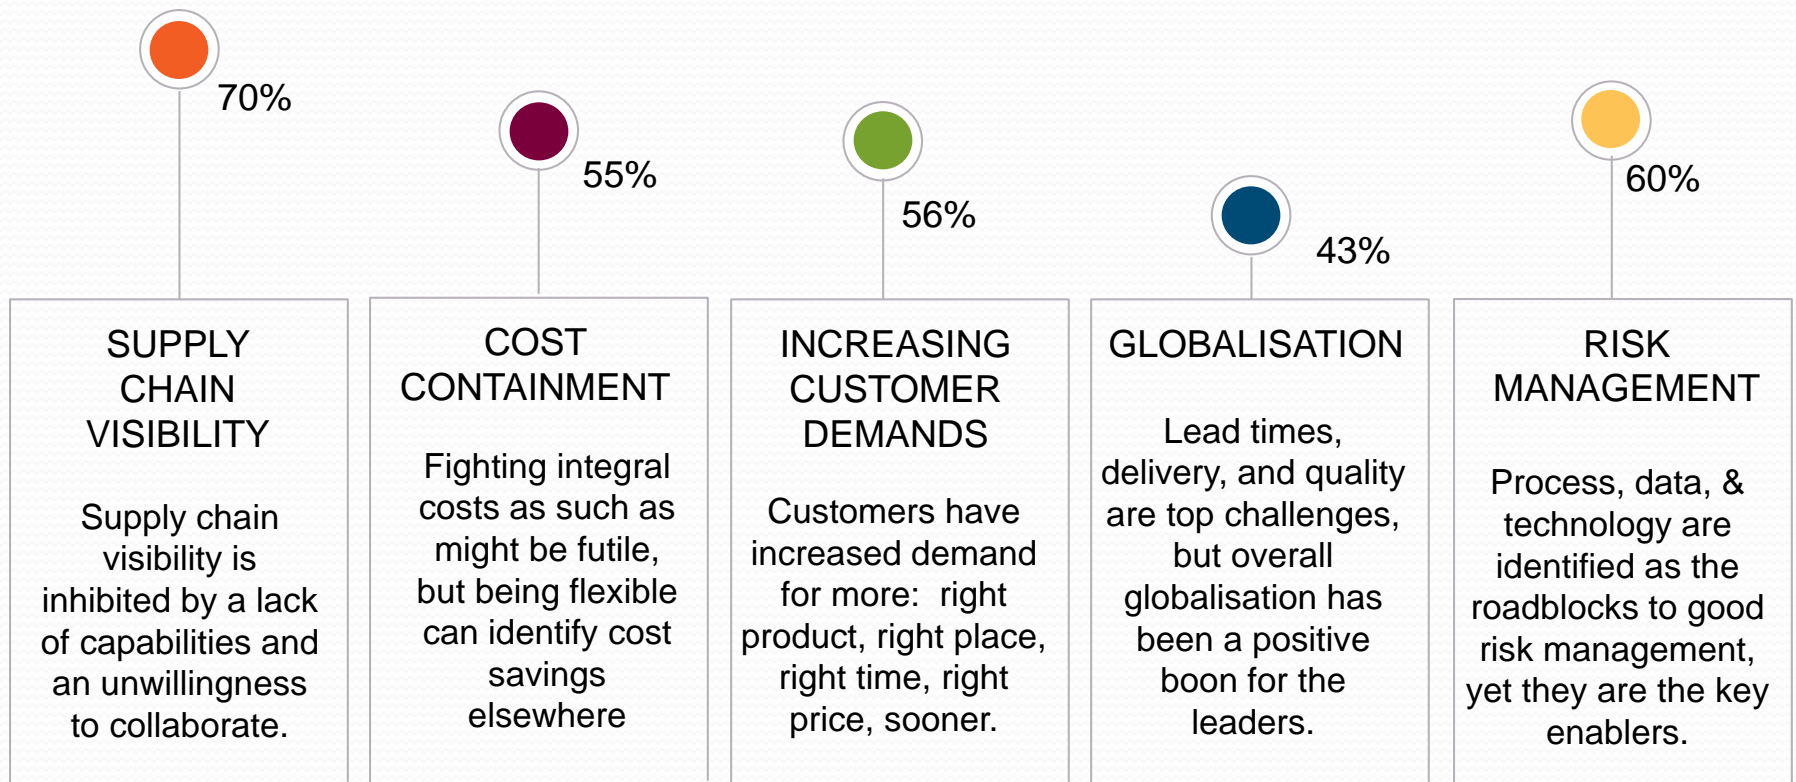 70%
SUPPLY
CHAIN
VISIBILITY
Supply chain
visibility is
inhibited by a lack
of capabilities and
an unwillingness
to collaborate.
55%
COST
CONTAINMENT
Fighting integral
costs as such as
might be futile,
but being flexible
can identify cost
savings
elsewhere
56%
INCREASING
CUSTOMER
DEMANDS
Customers have
increased demand
for more:  right
product, right place,
right time, right
price, sooner.
43%
GLOBALISATION
Lead times,
delivery, and quality
are top challenges,
but overall
globalisation has
been a positive
boon for the
leaders.
60%
RISK
MANAGEMENT
Process, data, &
technology are
identified as the
roadblocks to good
risk management,
yet they are the key
enablers.